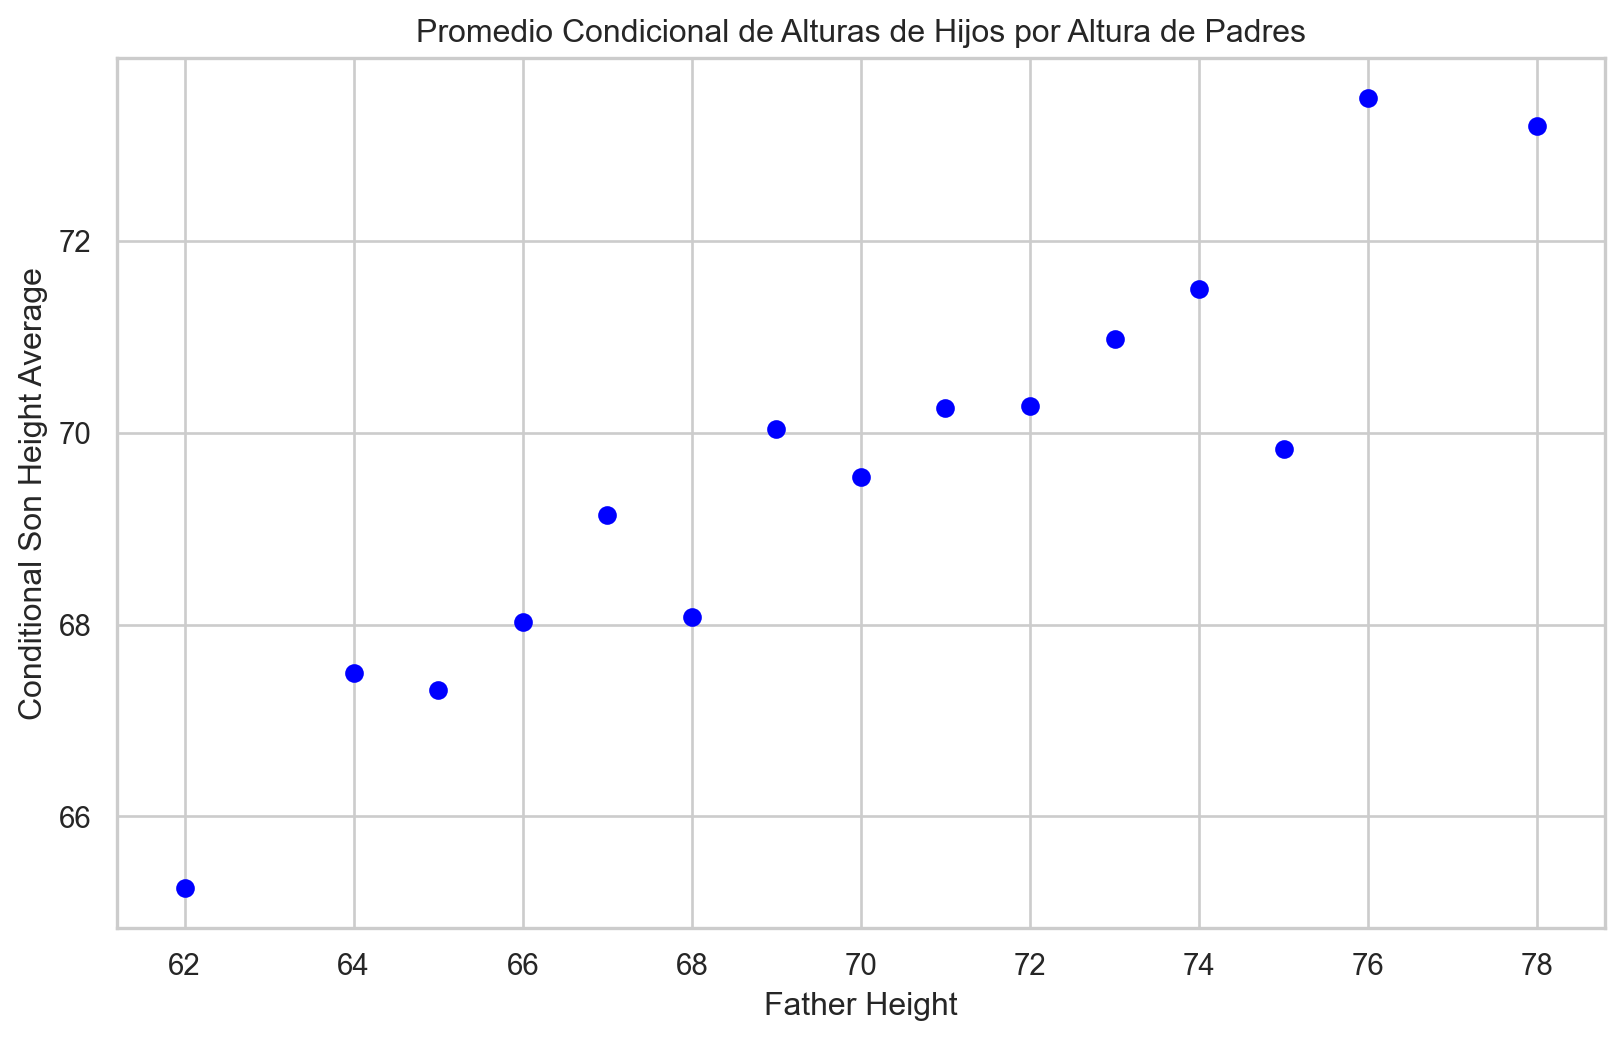 Promedio Condicional de Alturas de Hijos por Altura de Padres
Conditional Son Height Average
72
70
68
66
62 64 66 68 70 72 74 76 78
Father Height